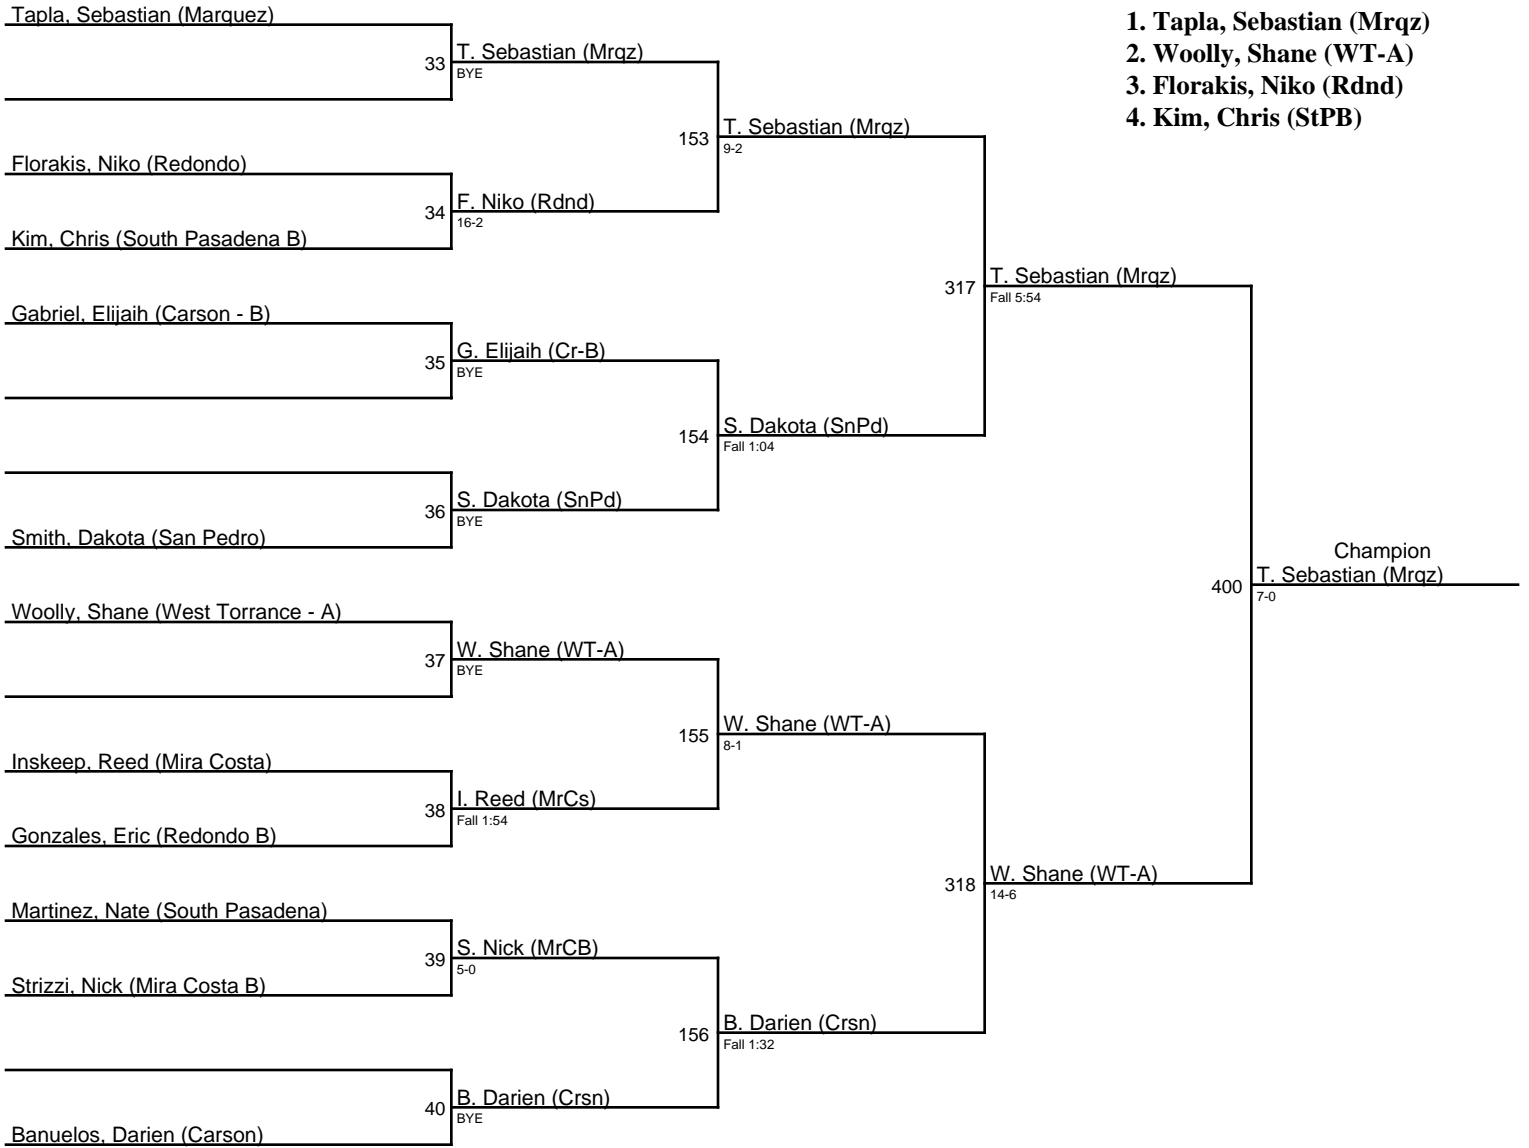 Tapla, Sebastian (Marquez)
33
T. Sebastian (Mrqz)
BYE
Florakis, Niko (Redondo)
34
F. Niko (Rdnd)
16-2
Kim, Chris (South Pasadena B)
153
T. Sebastian (Mrqz)
9-2
Gabriel, Elijaih (Carson - B)
35
G. Elijaih (Cr-B)
BYE
36
S. Dakota (SnPd)
BYE
Smith, Dakota (San Pedro)
154
S. Dakota (SnPd)
Fall 1:04
317
T. Sebastian (Mrqz)
Fall 5:54
Woolly, Shane (West Torrance - A)
37
W. Shane (WT-A)
BYE
Inskeep, Reed (Mira Costa)
38
I. Reed (MrCs)
Fall 1:54
Gonzales, Eric (Redondo B)
155
W. Shane (WT-A)
8-1
Martinez, Nate (South Pasadena)
39
S. Nick (MrCB)
5-0
Strizzi, Nick (Mira Costa B)
40
B. Darien (Crsn)
BYE
Banuelos, Darien (Carson)
156
B. Darien (Crsn)
Fall 1:32
318
W. Shane (WT-A)
14-6
400
Champion
T. Sebastian (Mrqz)
7-0
1. Tapla, Sebastian (Mrqz)
2. Woolly, Shane (WT-A)
3. Florakis, Niko (Rdnd)
4. Kim, Chris (StPB)